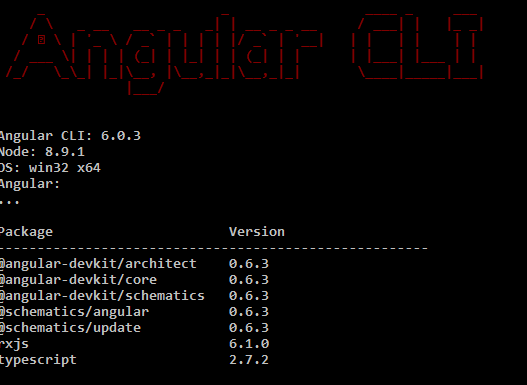 Angular CLI
Angular CLI: 6.0.3
Node: 8.9.1
OS: win32 x64
Angular:
...
Package Version
------------------------------------------------------
@angular-devkit/architect 0.6.3
@angular-devkit/core 0.6.3
@angular-devkit/schematics 0.6.3
@schematics/angular 0.6.3
@schematics/update 0.6.3
rxjs 6.1.0
typescript 2.7.2